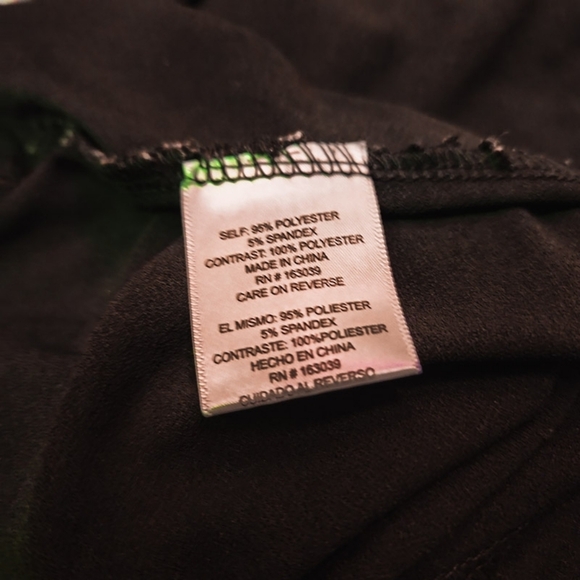 SELF: 95% POLYESTER
5% SPANDEX
CONTRAST: 100% POLYESTER
MADE IN CHINA
RN # 163039
CARE ON REVERSE
EL MISMO: 95% POLIESTER
5% SPANDEX
CONTRASTE: 100%POLIESTER
HECHO EN CHINA
RN # 163039
CUIDADO AL REVERSO